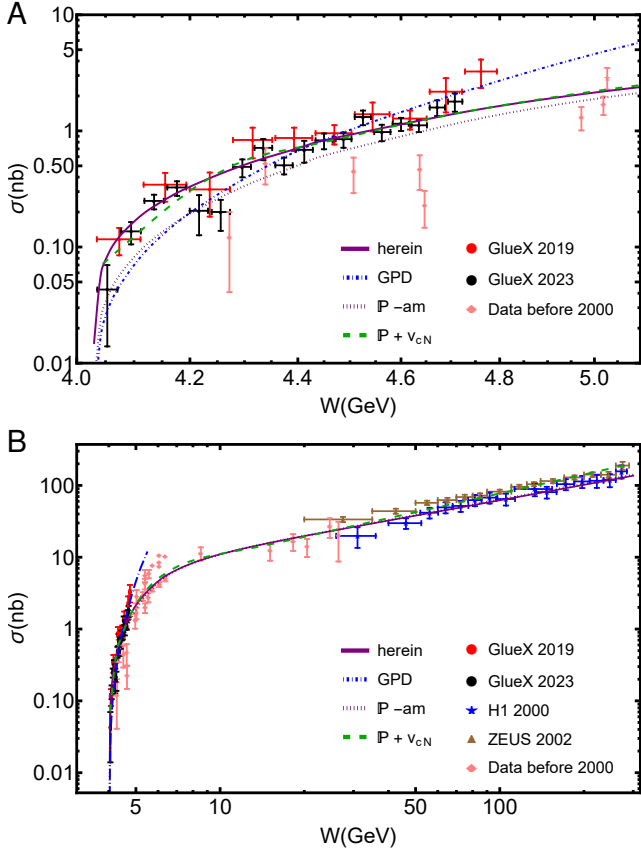 A
10
5
1
0.50
0.10
0.05
0.01
σ(nb)
herein
GPD
ℙ -am
ℙ + v_cN
GlueX 2019
GlueX 2023
Data before 2000
4.0
4.2
4.4
4.6
4.8
5.0
W(GeV)
B
100
10
1
0.10
0.01
σ(nb)
herein
GPD
ℙ -am
ℙ + v_cN
GlueX 2019
GlueX 2023
H1 2000
ZEUS 2002
Data before 2000
5
10
50
100
W(GeV)